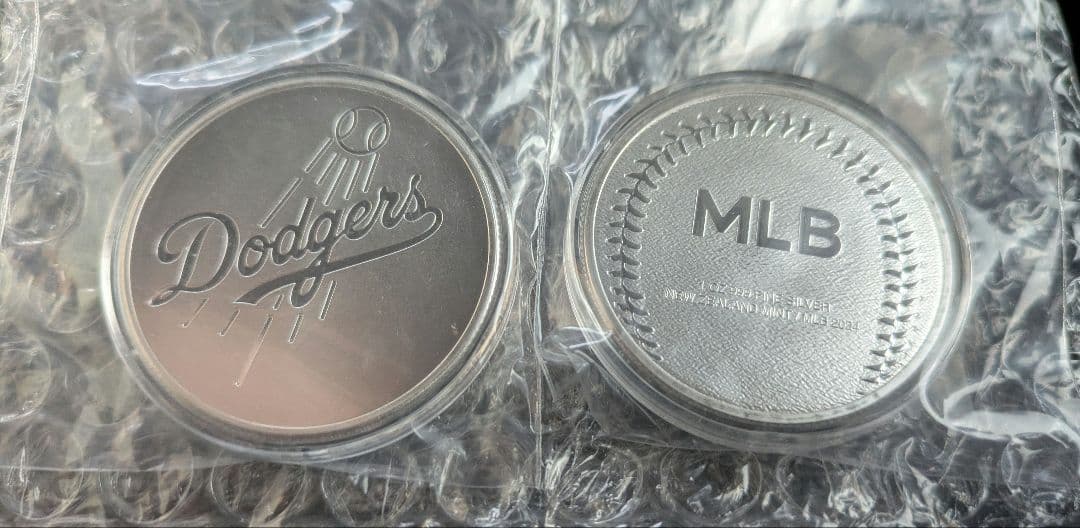 Dodgers
MLB
1 OZ .999 FINE SILVER
NEW ZEALAND MINT / MLB 2024